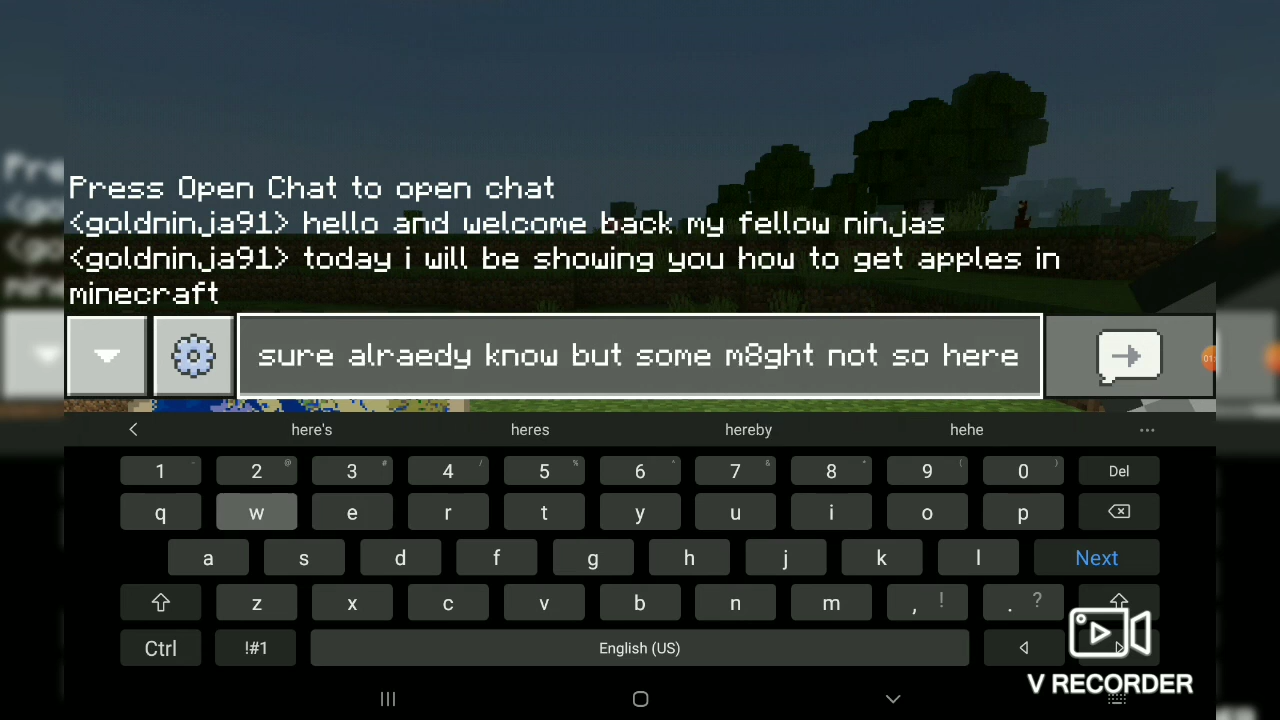 Press Open Chat to open chat
<goldninja91> hello and welcome back my fellow ninjas
<goldninja91> today i will be showing you how to get apples in
minecraft
sure alraedy know but some m8ght not so here
here's heres hereby hehe ...
1 2 @ 3 # 4 / 5 % 6 ^ 7 & 8 * 9 ( 0 ) Del
q w e r t y u i o p
a s d f g h j k l Next
z x c v b n m , ! . ?
Ctrl !#1 English (US)
V RECORDER